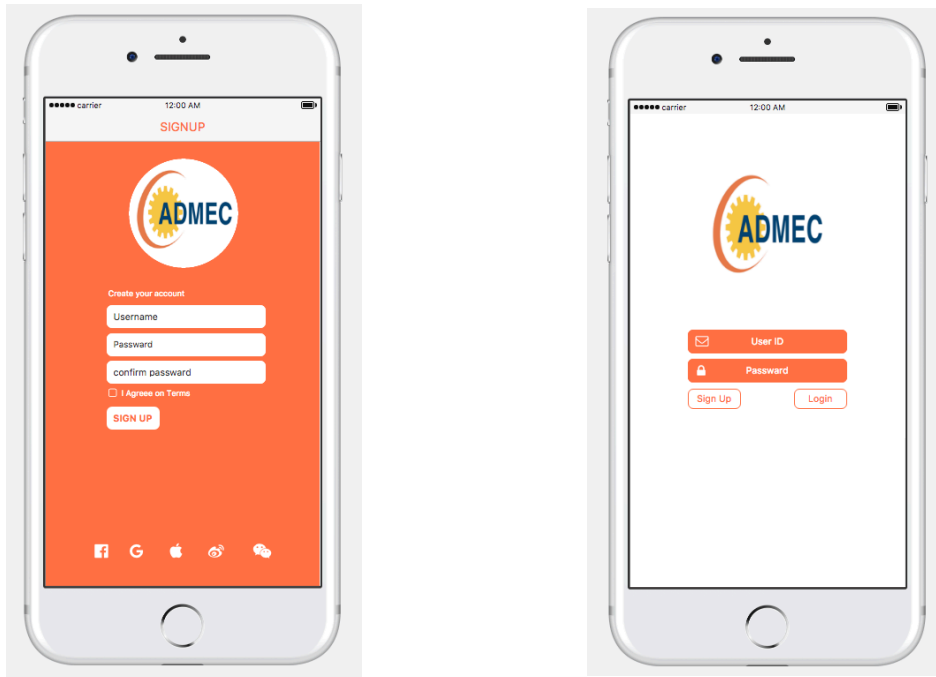 carrier 12:00 AM
SIGNUP
ADMEC
Create your account
Username
Password
confirm password
I Agreee on Terms
SIGN UP
carrier 12:00 AM
ADMEC
User ID
Password
Sign Up Login